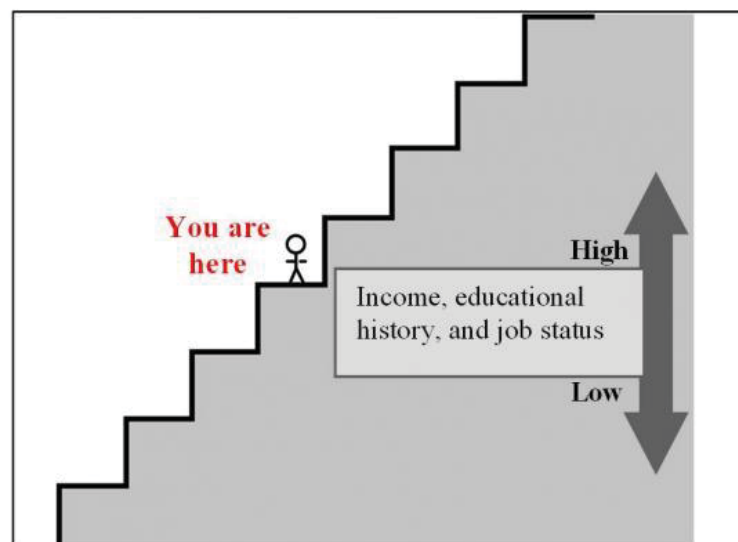 You are
here
High
Income, educational
history, and job status
Low